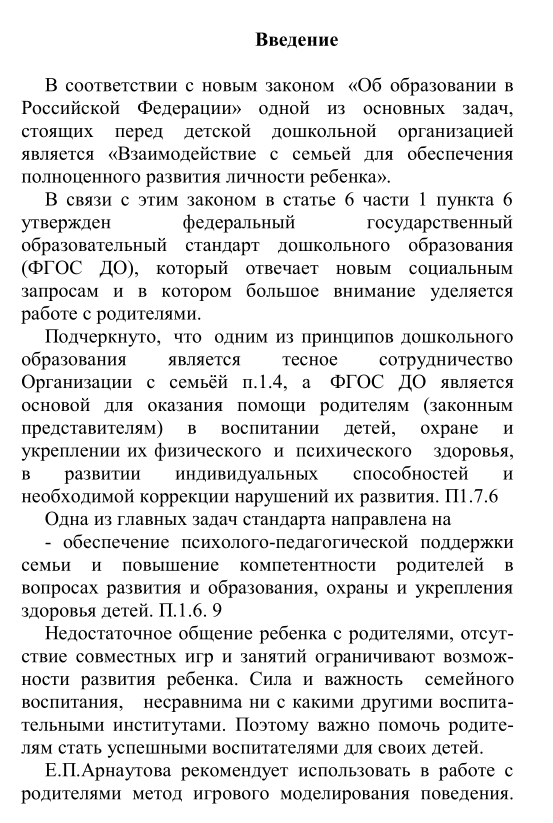 Введение
В соответствии с новым законом «Об образовании в
Российской Федерации» одной из основных задач,
стоящих перед детской дошкольной организацией
является «Взаимодействие с семьей для обеспечения
полноценного развития личности ребенка».
В связи с этим законом в статье 6 части 1 пункта 6
утвержден федеральный государственный
образовательный стандарт дошкольного образования
(ФГОС ДО), который отвечает новым социальным
запросам и в котором большое внимание уделяется
работе с родителями.
Подчеркнуто, что одним из принципов дошкольного
образования является тесное сотрудничество
Организации с семьёй п.1.4, а ФГОС ДО является
основой для оказания помощи родителям (законным
представителям) в воспитании детей, охране и
укреплении их физического и психического здоровья,
в развитии индивидуальных способностей и
необходимой коррекции нарушений их развития. П1.7.6
Одна из главных задач стандарта направлена на
- обеспечение психолого-педагогической поддержки
семьи и повышение компетентности родителей в
вопросах развития и образования, охраны и укрепления
здоровья детей. П.1.6. 9
Недостаточное общение ребенка с родителями, отсут-
ствие совместных игр и занятий ограничивают возмож-
ности развития ребенка. Сила и важность семейного
воспитания, несравнима ни с какими другими воспита-
тельными институтами. Поэтому важно помочь родите-
лям стать успешными воспитателями для своих детей.
Е.П.Арнаутова рекомендует использовать в работе с
родителями метод игрового моделирования поведения.